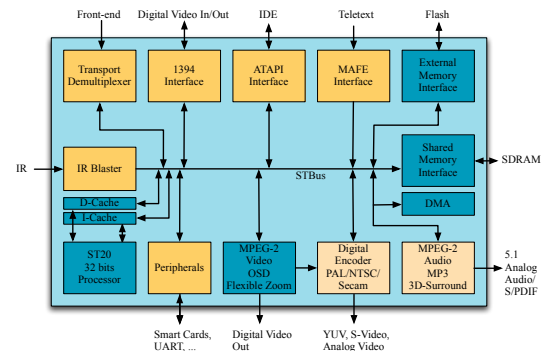 Front-end
Digital Video In/Out
IDE
Teletext
Flash
Transport
Demultiplexer
1394
Interface
ATAPI
Interface
MAFE
Interface
External
Memory
Interface
IR
IR Blaster
STBus
Shared
Memory
Interface
SDRAM
D-Cache
I-Cache
DMA
ST20
32 bits
Processor
Peripherals
MPEG-2
Video
OSD
Flexible Zoom
Digital
Encoder
PAL/NTSC/
Secam
MPEG-2
Audio
MP3
3D-Surround
5.1
Analog
Audio/
S/PDIF
Smart Cards,
UART, ...
Digital Video
Out
YUV, S-Video,
Analog Video